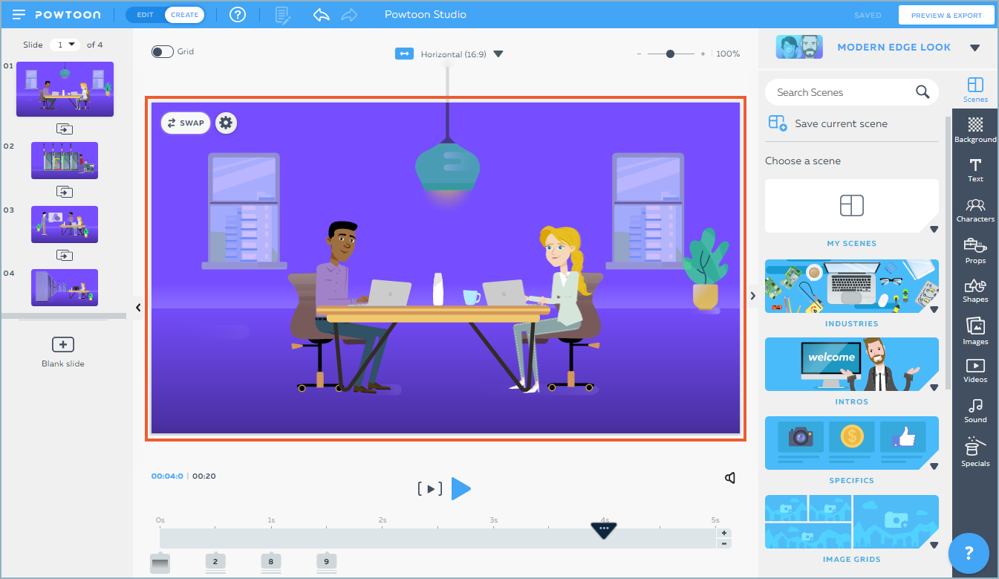 POWTOON
EDIT
CREATE
?
Powtoon Studio
SAVED
PREVIEW & EXPORT
Slide 1 of 4
01
02
03
04
Blank slide
Grid
Horizontal (16:9)
− + 100%
SWAP
00:04:0 | 00:20
0s 1s 2s 3s 4s 5s
+
−
2 8 9
MODERN EDGE LOOK
Search Scenes
Save current scene
Choose a scene
MY SCENES
INDUSTRIES
welcome
INTROS
SPECIFICS
IMAGE GRIDS
Scenes
Background
Text
Characters
Props
Shapes
Images
Videos
Sound
Specials
?